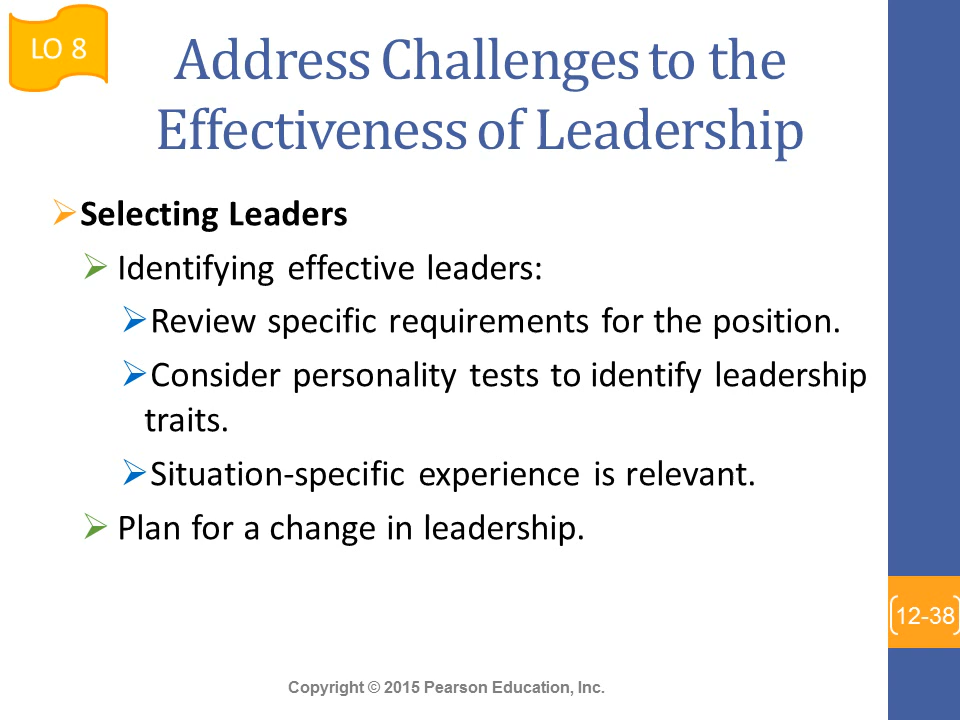 LO 8
Address Challenges to the
Effectiveness of Leadership
Selecting Leaders
Identifying effective leaders:
Review specific requirements for the position.
Consider personality tests to identify leadership
traits.
Situation-specific experience is relevant.
Plan for a change in leadership.
12-38
Copyright © 2015 Pearson Education, Inc.